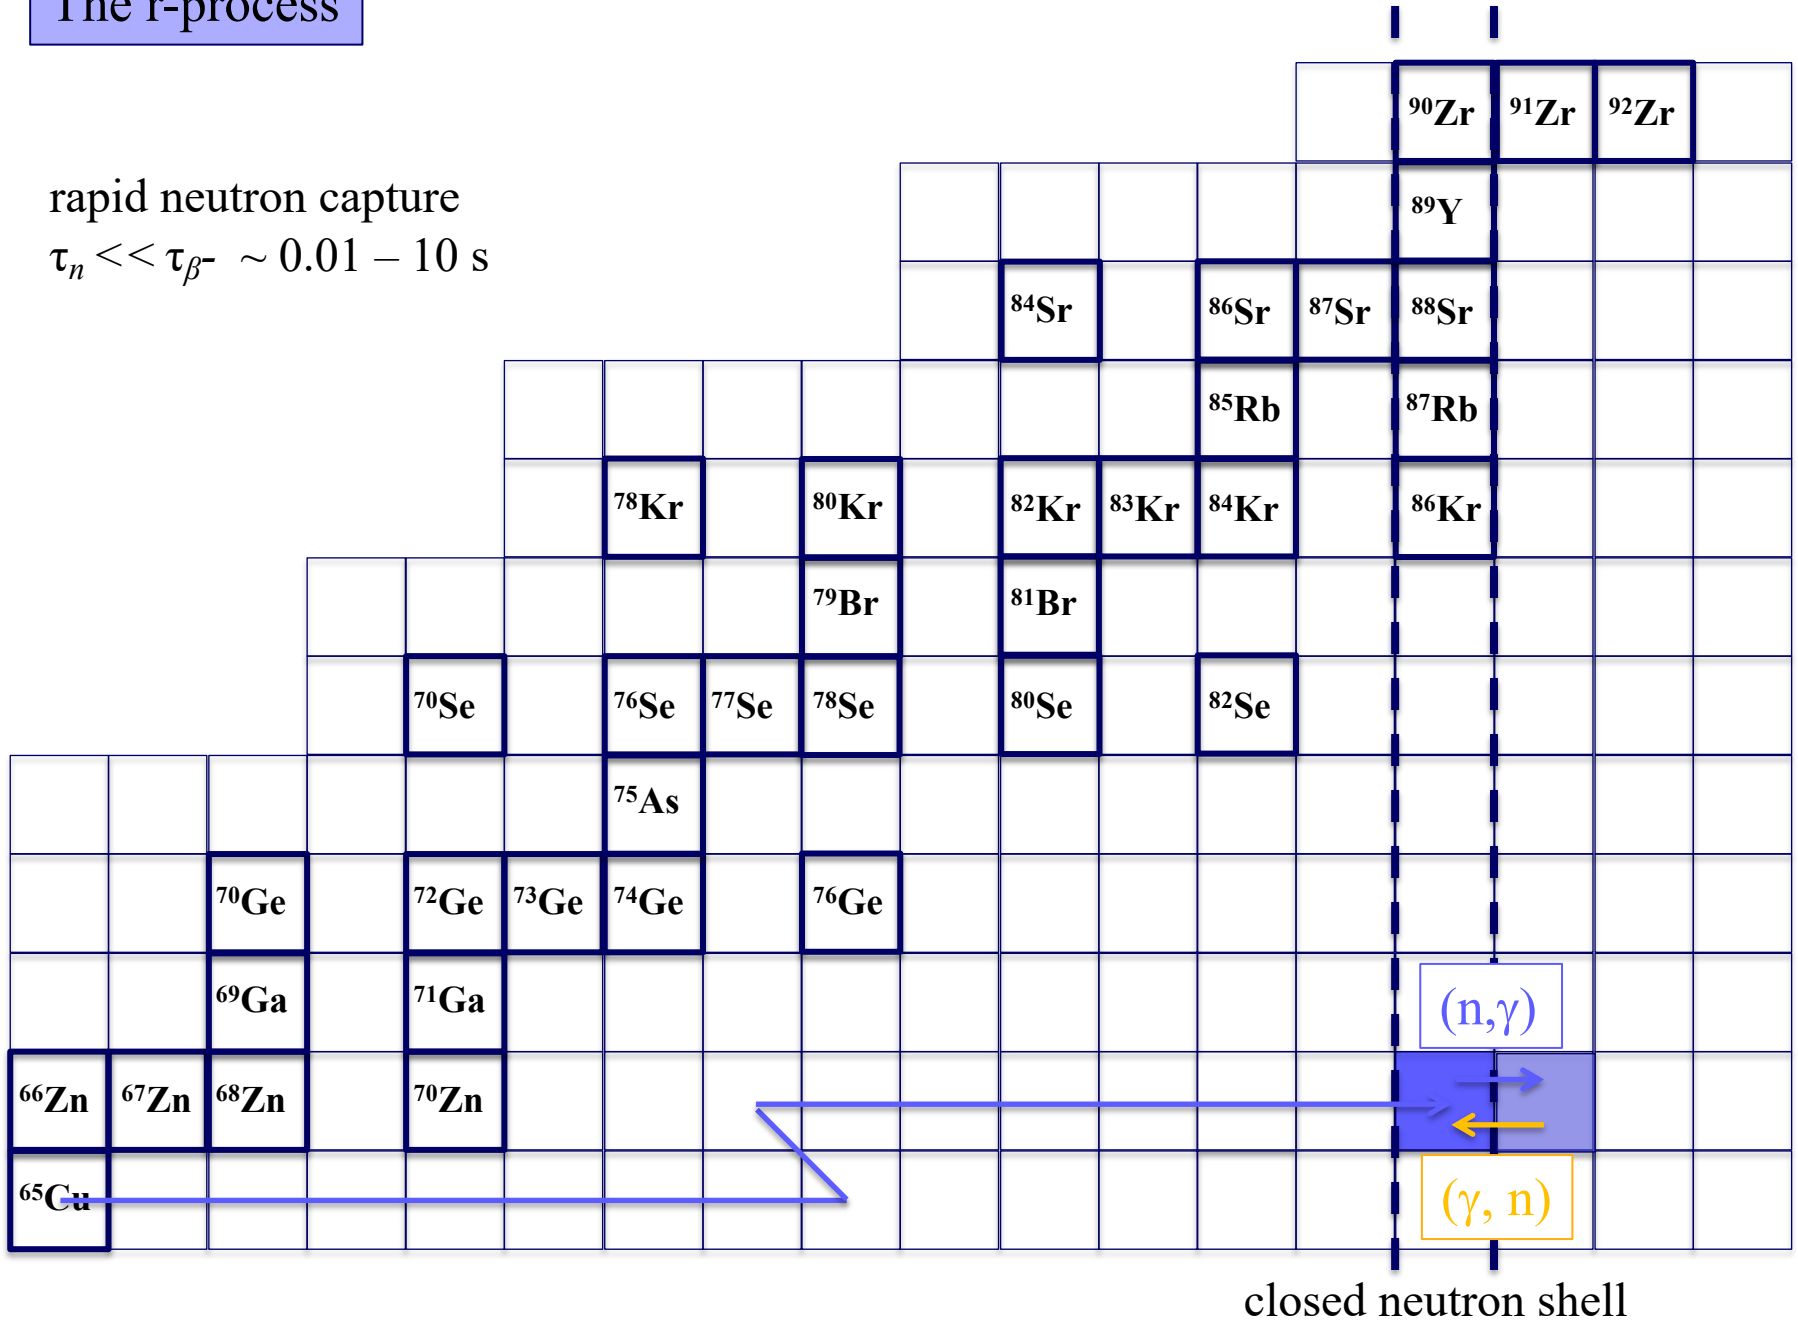 The r-process
rapid neutron capture
τₙ << τᵦ- ~ 0.01 – 10 s
⁹⁰Zr ⁹¹Zr ⁹²Zr
⁸⁹Y
⁸⁴Sr ⁸⁶Sr ⁸⁷Sr ⁸⁸Sr
⁸⁵Rb ⁸⁷Rb
⁷⁸Kr ⁸⁰Kr ⁸²Kr ⁸³Kr ⁸⁴Kr ⁸⁶Kr
⁷⁹Br ⁸¹Br
⁷⁰Se ⁷⁶Se ⁷⁷Se ⁷⁸Se ⁸⁰Se ⁸²Se
⁷⁵As
⁷⁰Ge ⁷²Ge ⁷³Ge ⁷⁴Ge ⁷⁶Ge
⁶⁹Ga ⁷¹Ga
(n,γ)
⁶⁶Zn ⁶⁷Zn ⁶⁸Zn ⁷⁰Zn
⁶⁵Cu
(γ, n)
closed neutron shell